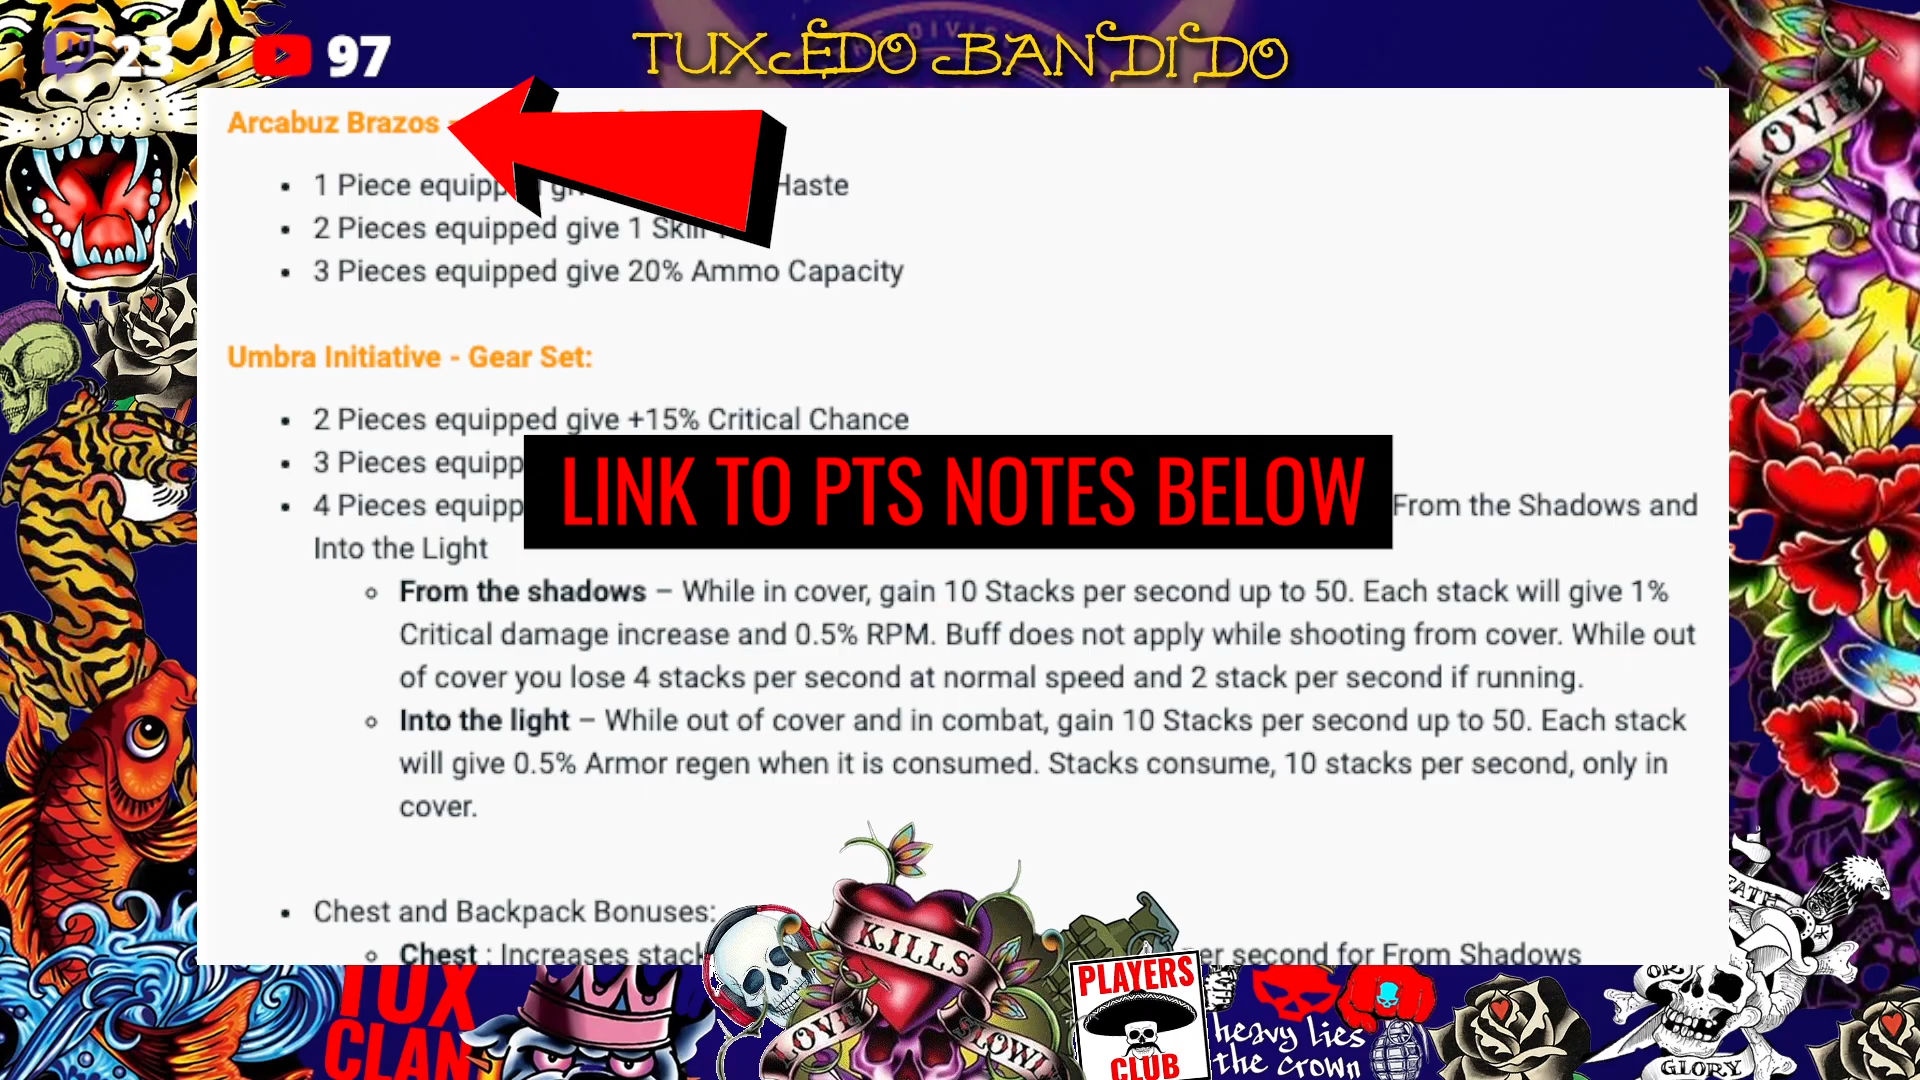 23 97 TUXEDO BANDIDO
Arcabuz Brazos -
1 Piece equipped Haste
2 Pieces equipped give 1 Skill
3 Pieces equipped give 20% Ammo Capacity
Umbra Initiative - Gear Set:
2 Pieces equipped give +15% Critical Chance
3 Pieces equipp
LINK TO PTS NOTES BELOW
4 Pieces equipp From the Shadows and
Into the Light
From the shadows – While in cover, gain 10 Stacks per second up to 50. Each stack will give 1%
Critical damage increase and 0.5% RPM. Buff does not apply while shooting from cover. While out
of cover you lose 4 stacks per second at normal speed and 2 stack per second if running.
Into the light – While out of cover and in combat, gain 10 Stacks per second up to 50. Each stack
will give 0.5% Armor regen when it is consumed. Stacks consume, 10 stacks per second, only in
cover.
Chest and Backpack Bonuses:
Chest : Increases stack er second for From Shadows
LOVE
KILLS
LOVE
SLOWL
TUX
CLAN
PLAYERS
CLUB
heavy lies
the crown
OR
GLORY